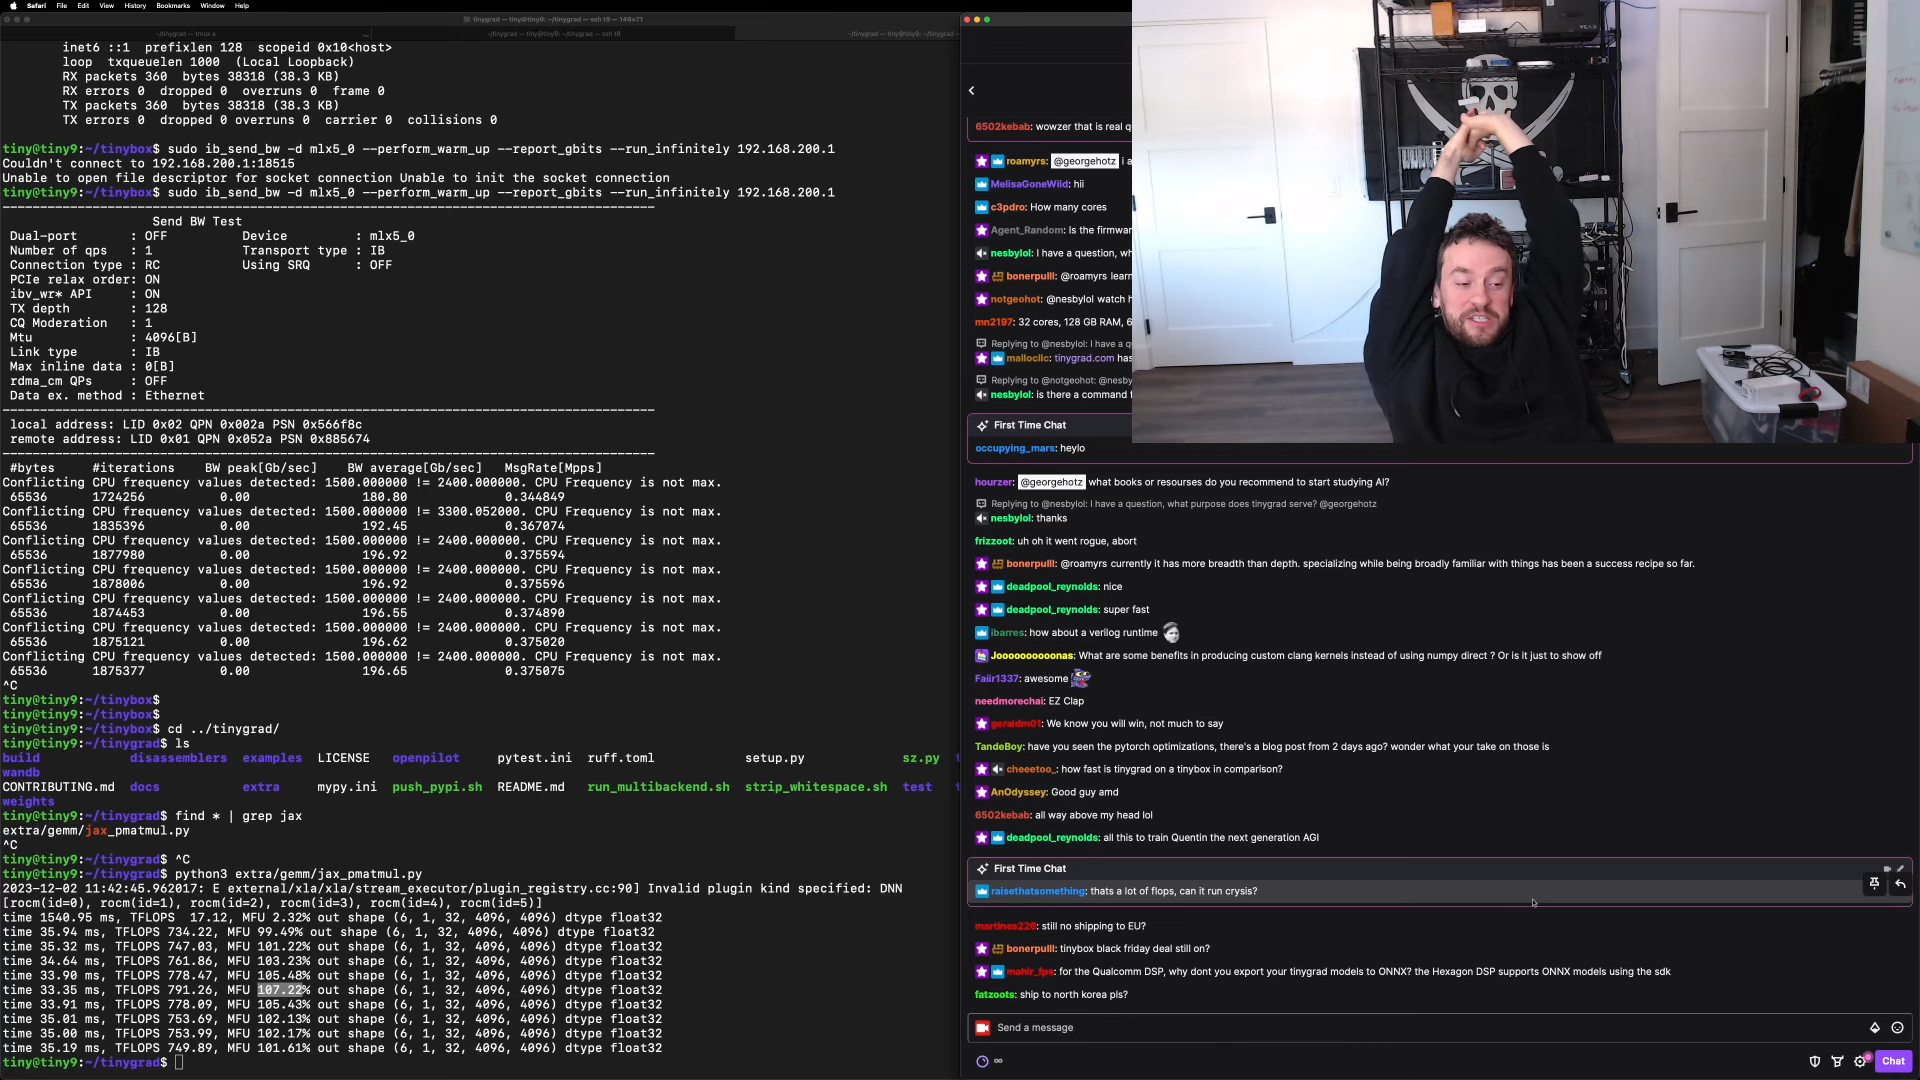 Safari File Edit View History Bookmarks Window Help
tinygrad — tiny@tiny9: ~/tinygrad — ssh t9 — 146×71
~/tinygrad — tmux a
~/tinygrad — tiny@tiny8: ~/tinygrad — ssh t8
~/tinygrad — tiny@tiny9: ~/tinygrad —
inet6 ::1 prefixlen 128 scopeid 0x10<host>
loop txqueuelen 1000 (Local Loopback)
RX packets 360 bytes 38318 (38.3 KB)
RX errors 0 dropped 0 overruns 0 frame 0
TX packets 360 bytes 38318 (38.3 KB)
TX errors 0 dropped 0 overruns 0 carrier 0 collisions 0
tiny@tiny9:~/tinybox$ sudo ib_send_bw -d mlx5_0 --perform_warm_up --report_gbits --run_infinitely 192.168.200.1
Couldn't connect to 192.168.200.1:18515
Unable to open file descriptor for socket connection Unable to init the socket connection
tiny@tiny9:~/tinybox$ sudo ib_send_bw -d mlx5_0 --perform_warm_up --report_gbits --run_infinitely 192.168.200.1
Send BW Test
Dual-port : OFF Device : mlx5_0
Number of qps : 1 Transport type : IB
Connection type : RC Using SRQ : OFF
PCIe relax order: ON
ibv_wr* API : ON
TX depth : 128
CQ Moderation : 1
Mtu : 4096[B]
Link type : IB
Max inline data : 0[B]
rdma_cm QPs : OFF
Data ex. method : Ethernet
local address: LID 0x02 QPN 0x002a PSN 0x566f8c
remote address: LID 0x01 QPN 0x052a PSN 0x885674
#bytes #iterations BW peak[Gb/sec] BW average[Gb/sec] MsgRate[Mpps]
Conflicting CPU frequency values detected: 1500.000000 != 2400.000000. CPU Frequency is not max.
65536 1724256 0.00 180.80 0.344849
Conflicting CPU frequency values detected: 1500.000000 != 3300.052000. CPU Frequency is not max.
65536 1835396 0.00 192.45 0.367074
Conflicting CPU frequency values detected: 1500.000000 != 2400.000000. CPU Frequency is not max.
65536 1877980 0.00 196.92 0.375594
Conflicting CPU frequency values detected: 1500.000000 != 2400.000000. CPU Frequency is not max.
65536 1878006 0.00 196.92 0.375596
Conflicting CPU frequency values detected: 1500.000000 != 2400.000000. CPU Frequency is not max.
65536 1874453 0.00 196.55 0.374890
Conflicting CPU frequency values detected: 1500.000000 != 2400.000000. CPU Frequency is not max.
65536 1875121 0.00 196.62 0.375020
Conflicting CPU frequency values detected: 1500.000000 != 2400.000000. CPU Frequency is not max.
65536 1875377 0.00 196.65 0.375075
^C
tiny@tiny9:~/tinybox$
tiny@tiny9:~/tinybox$
tiny@tiny9:~/tinybox$ cd ../tinygrad/
tiny@tiny9:~/tinygrad$ ls
build disassemblers examples LICENSE openpilot pytest.ini ruff.toml setup.py sz.py t
wandb
CONTRIBUTING.md docs extra mypy.ini push_pypi.sh README.md run_multibackend.sh strip_whitespace.sh test t
weights
tiny@tiny9:~/tinygrad$ find * | grep jax
extra/gemm/jax_pmatmul.py
^C
tiny@tiny9:~/tinygrad$ ^C
tiny@tiny9:~/tinygrad$ python3 extra/gemm/jax_pmatmul.py
2023-12-02 11:42:45.962017: E external/xla/xla/stream_executor/plugin_registry.cc:90] Invalid plugin kind specified: DNN
[rocm(id=0), rocm(id=1), rocm(id=2), rocm(id=3), rocm(id=4), rocm(id=5)]
time 1540.95 ms, TFLOPS 17.12, MFU 2.32% out shape (6, 1, 32, 4096, 4096) dtype float32
time 35.94 ms, TFLOPS 734.22, MFU 99.49% out shape (6, 1, 32, 4096, 4096) dtype float32
time 35.32 ms, TFLOPS 747.03, MFU 101.22% out shape (6, 1, 32, 4096, 4096) dtype float32
time 34.64 ms, TFLOPS 761.86, MFU 103.23% out shape (6, 1, 32, 4096, 4096) dtype float32
time 33.90 ms, TFLOPS 778.47, MFU 105.48% out shape (6, 1, 32, 4096, 4096) dtype float32
time 33.35 ms, TFLOPS 791.26, MFU 107.22% out shape (6, 1, 32, 4096, 4096) dtype float32
time 33.91 ms, TFLOPS 778.09, MFU 105.43% out shape (6, 1, 32, 4096, 4096) dtype float32
time 35.01 ms, TFLOPS 753.69, MFU 102.13% out shape (6, 1, 32, 4096, 4096) dtype float32
time 35.00 ms, TFLOPS 753.99, MFU 102.17% out shape (6, 1, 32, 4096, 4096) dtype float32
time 35.19 ms, TFLOPS 749.89, MFU 101.61% out shape (6, 1, 32, 4096, 4096) dtype float32
tiny@tiny9:~/tinygrad$
6502kebab: wowzer that is real q
roamyrs: @georgehotz i a
MelisaGoneWild: hii
c3pdro: How many cores
Agent_Random: Is the firmwar
nesbylol: I have a question, wh
bonerpulll: @roamyrs learn
notgeohot: @nesbylol watch h
mn2197: 32 cores, 128 GB RAM, 6
Replying to @nesbylol: I have a qu
mallocllc: tinygrad.com has
Replying to @notgeohot: @nesby
nesbylol: is there a command f
First Time Chat
occupying_mars: heylo
hourzer: @georgehotz what books or resourses do you recommend to start studying AI?
Replying to @nesbylol: I have a question, what purpose does tinygrad serve? @georgehotz
nesbylol: thanks
frizzoot: uh oh it went rogue, abort
bonerpulll: @roamyrs currently it has more breadth than depth. specializing while being broadly familiar with things has been a success recipe so far.
deadpool_reynolds: nice
deadpool_reynolds: super fast
ibarres: how about a verilog runtime
Joooooooooonas: What are some benefits in producing custom clang kernels instead of using numpy direct ? Or is it just to show off
Faiir1337: awesome
needmorechai: EZ Clap
geraldm01: We know you will win, not much to say
TandeBoy: have you seen the pytorch optimizations, there's a blog post from 2 days ago? wonder what your take on those is
cheeetoo_: how fast is tinygrad on a tinybox in comparison?
AnOdyssey: Good guy amd
6502kebab: all way above my head lol
deadpool_reynolds: all this to train Quentin the next generation AGI
First Time Chat
raisethatsomething: thats a lot of flops, can it run crysis?
martines226: still no shipping to EU?
bonerpulll: tinybox black friday deal still on?
mahir_fps: for the Qualcomm DSP, why dont you export your tinygrad models to ONNX? the Hexagon DSP supports ONNX models using the sdk
fatzoots: ship to north korea pls?
Send a message
∞
Chat